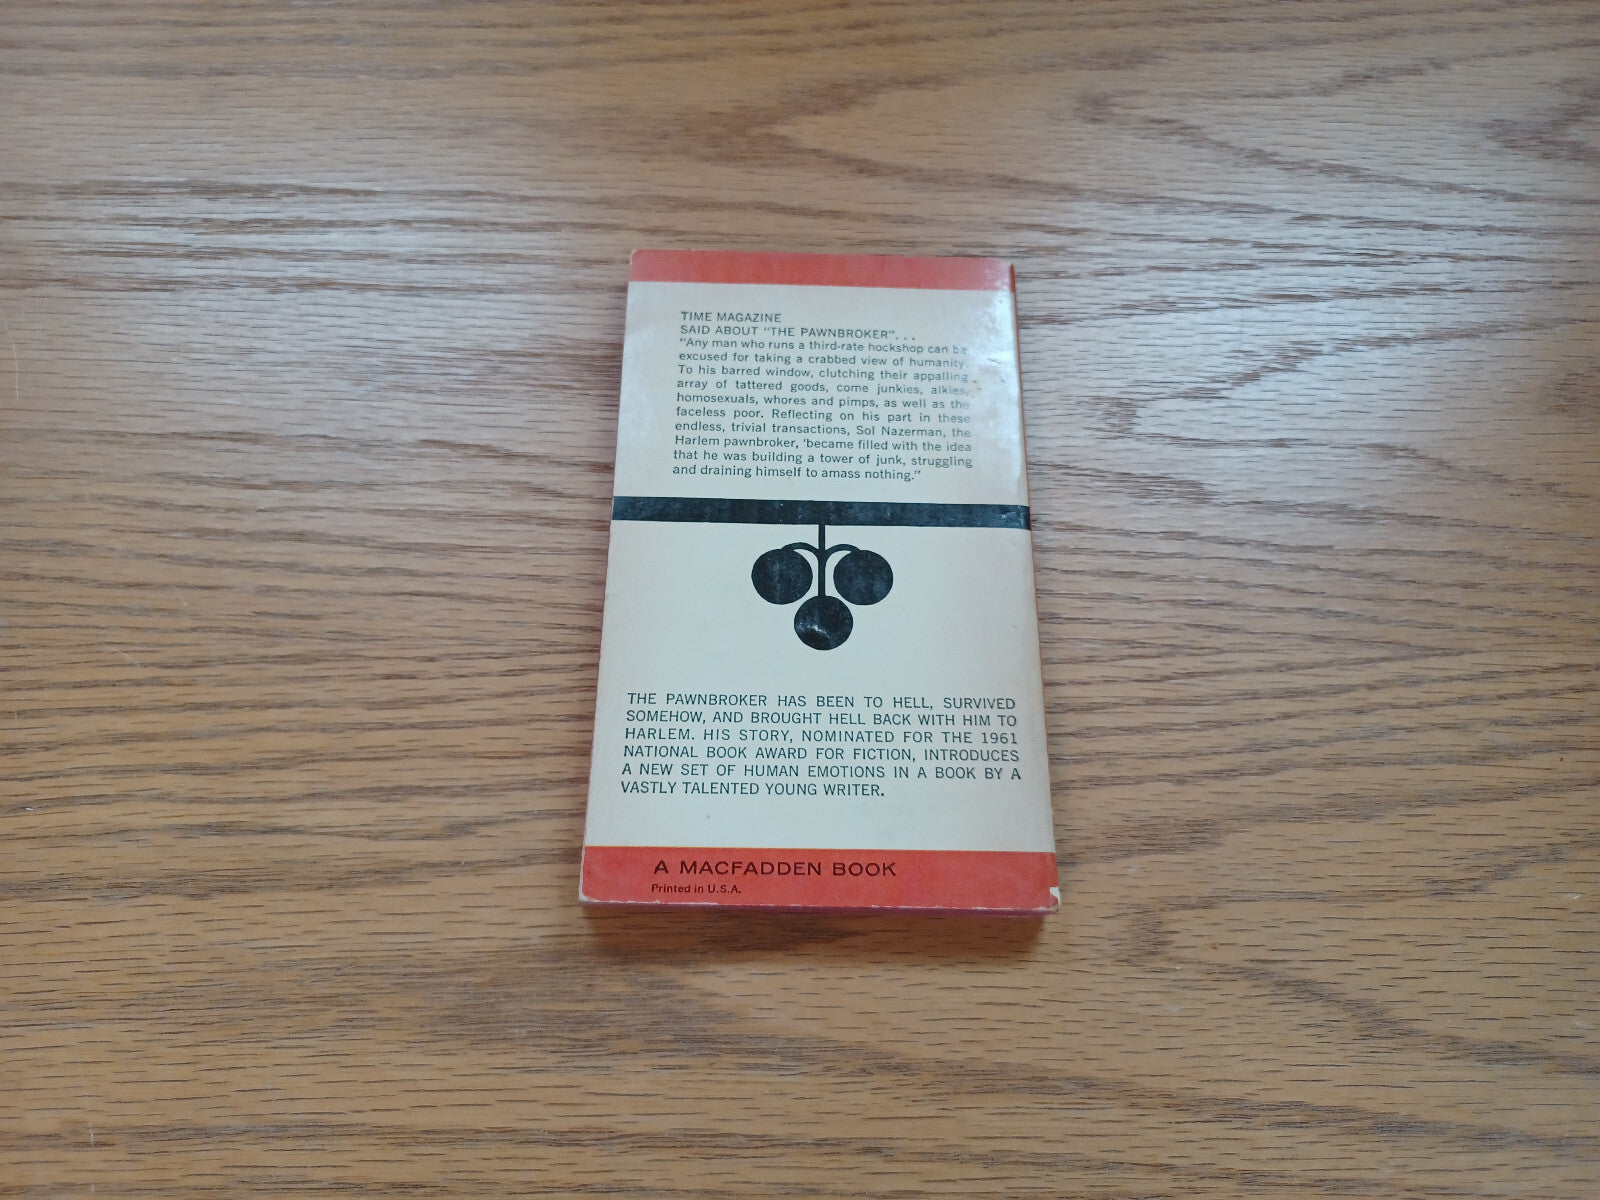 TIME MAGAZINE
SAID ABOUT "THE PAWNBROKER". . .
"Any man who runs a third-rate hockshop can be
excused for taking a crabbed view of humanity.
To his barred window, clutching their appalling
array of tattered goods, come junkies, alkies,
homosexuals, whores and pimps, as well as the
faceless poor. Reflecting on his part in these
endless, trivial transactions, Sol Nazerman, the
Harlem pawnbroker, 'became filled with the idea
that he was building a tower of junk, struggling
and draining himself to amass nothing."
THE PAWNBROKER HAS BEEN TO HELL, SURVIVED
SOMEHOW, AND BROUGHT HELL BACK WITH HIM TO
HARLEM. HIS STORY, NOMINATED FOR THE 1961
NATIONAL BOOK AWARD FOR FICTION, INTRODUCES
A NEW SET OF HUMAN EMOTIONS IN A BOOK BY A
VASTLY TALENTED YOUNG WRITER.
A MACFADDEN BOOK
Printed in U.S.A.